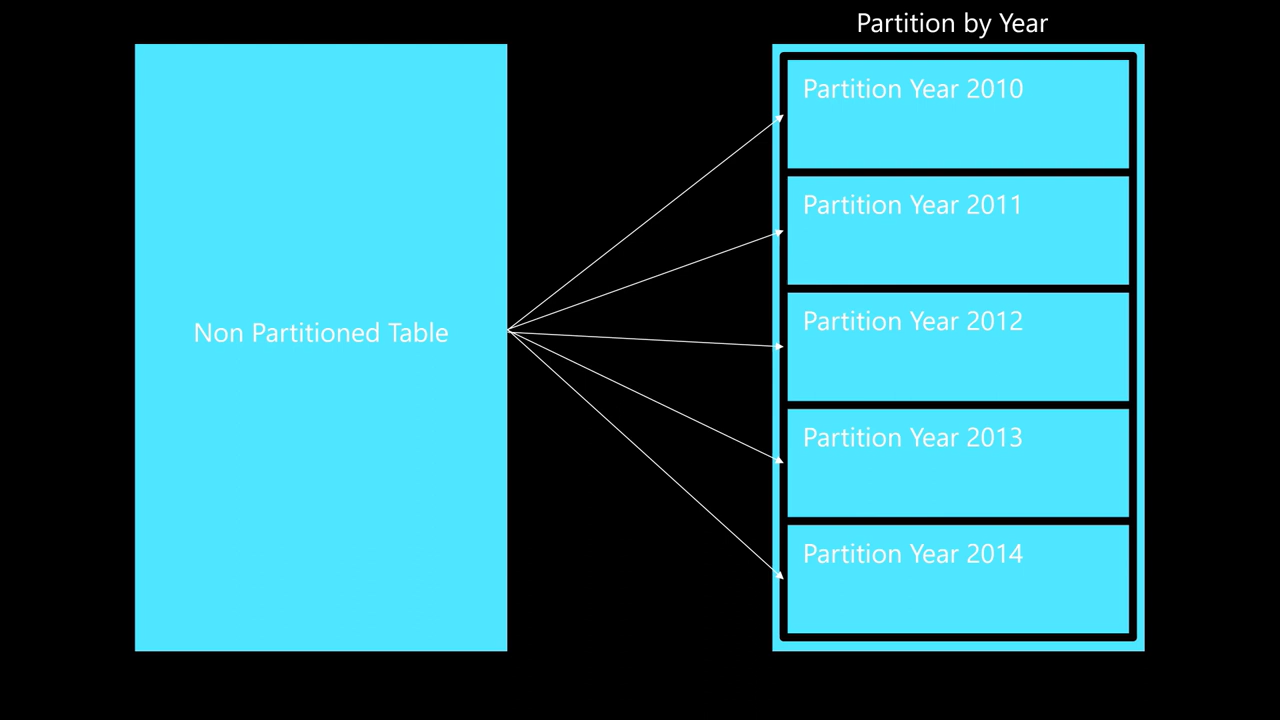 Partition by Year
Partition Year 2010
Partition Year 2011
Non Partitioned Table
Partition Year 2012
Partition Year 2013
Partition Year 2014